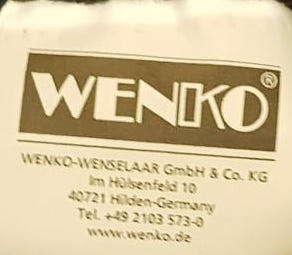 WENKO®
WENKO-WENSELAAR GmbH & Co. KG
Im Hülsenfeld 10
40721 Hilden-Germany
Tel. +49 2103 573-0
www.wenko.de